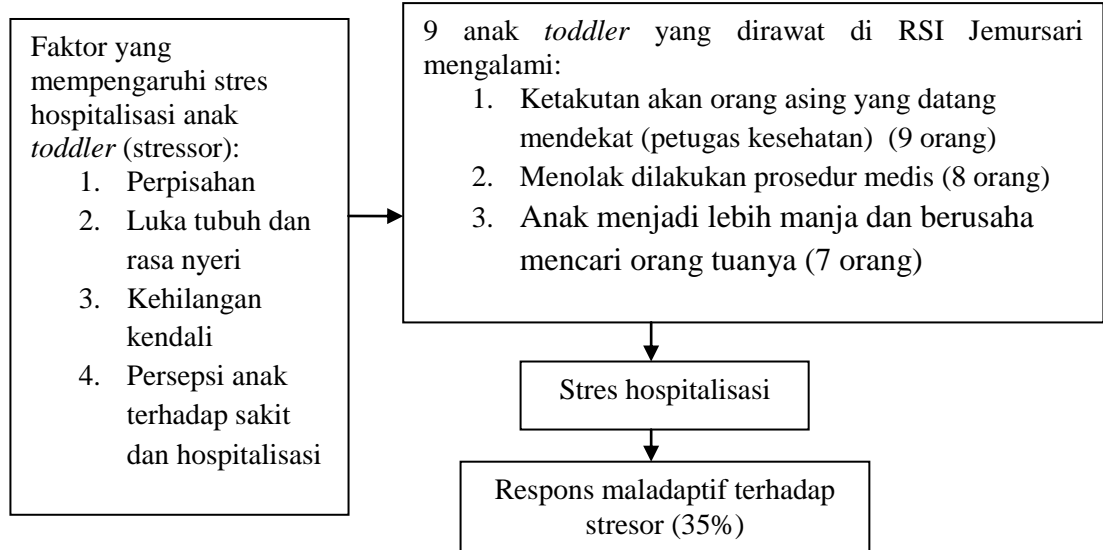 Faktor yang
mempengaruhi stres
hospitalisasi anak
toddler (stressor):
1. Perpisahan
2. Luka tubuh dan
rasa nyeri
3. Kehilangan
kendali
4. Persepsi anak
terhadap sakit
dan hospitalisasi
9 anak toddler yang dirawat di RSI Jemursari
mengalami:
1. Ketakutan akan orang asing yang datang
mendekat (petugas kesehatan) (9 orang)
2. Menolak dilakukan prosedur medis (8 orang)
3. Anak menjadi lebih manja dan berusaha
mencari orang tuanya (7 orang)
Stres hospitalisasi
Respons maladaptif terhadap
stresor (35%)